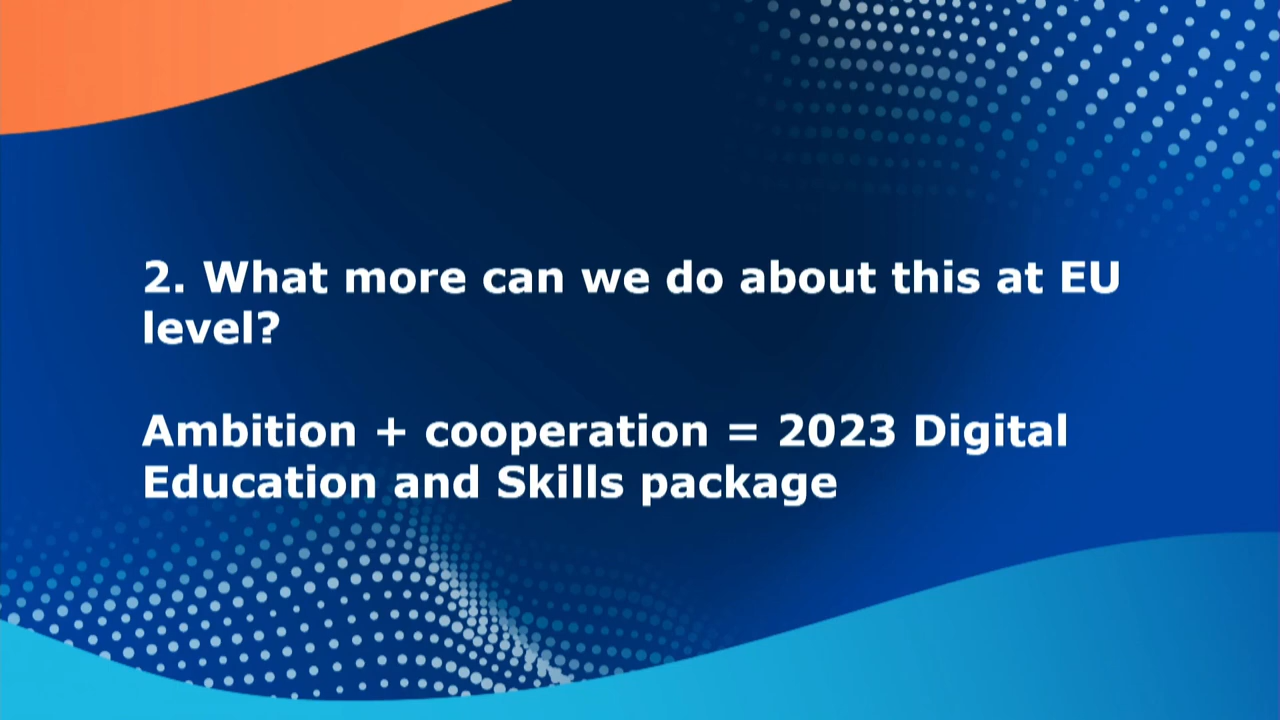 2. What more can we do about this at EU
level?
Ambition + cooperation = 2023 Digital
Education and Skills package